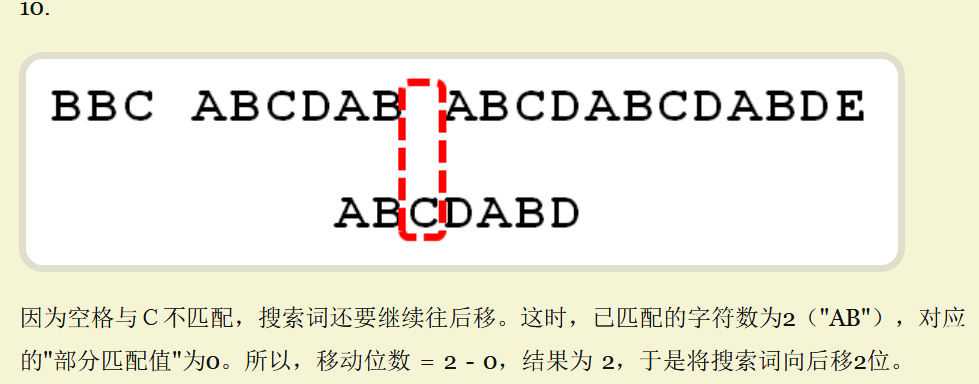 10.
BBC ABCDAB ABCDABCDABDE
ABCDABD
因为空格与C不匹配，搜索词还要继续往后移。这时，已匹配的字符数为2（"AB"），对应
的"部分匹配值"为0。所以，移动位数 = 2 - 0，结果为 2，于是将搜索词向后移2位。